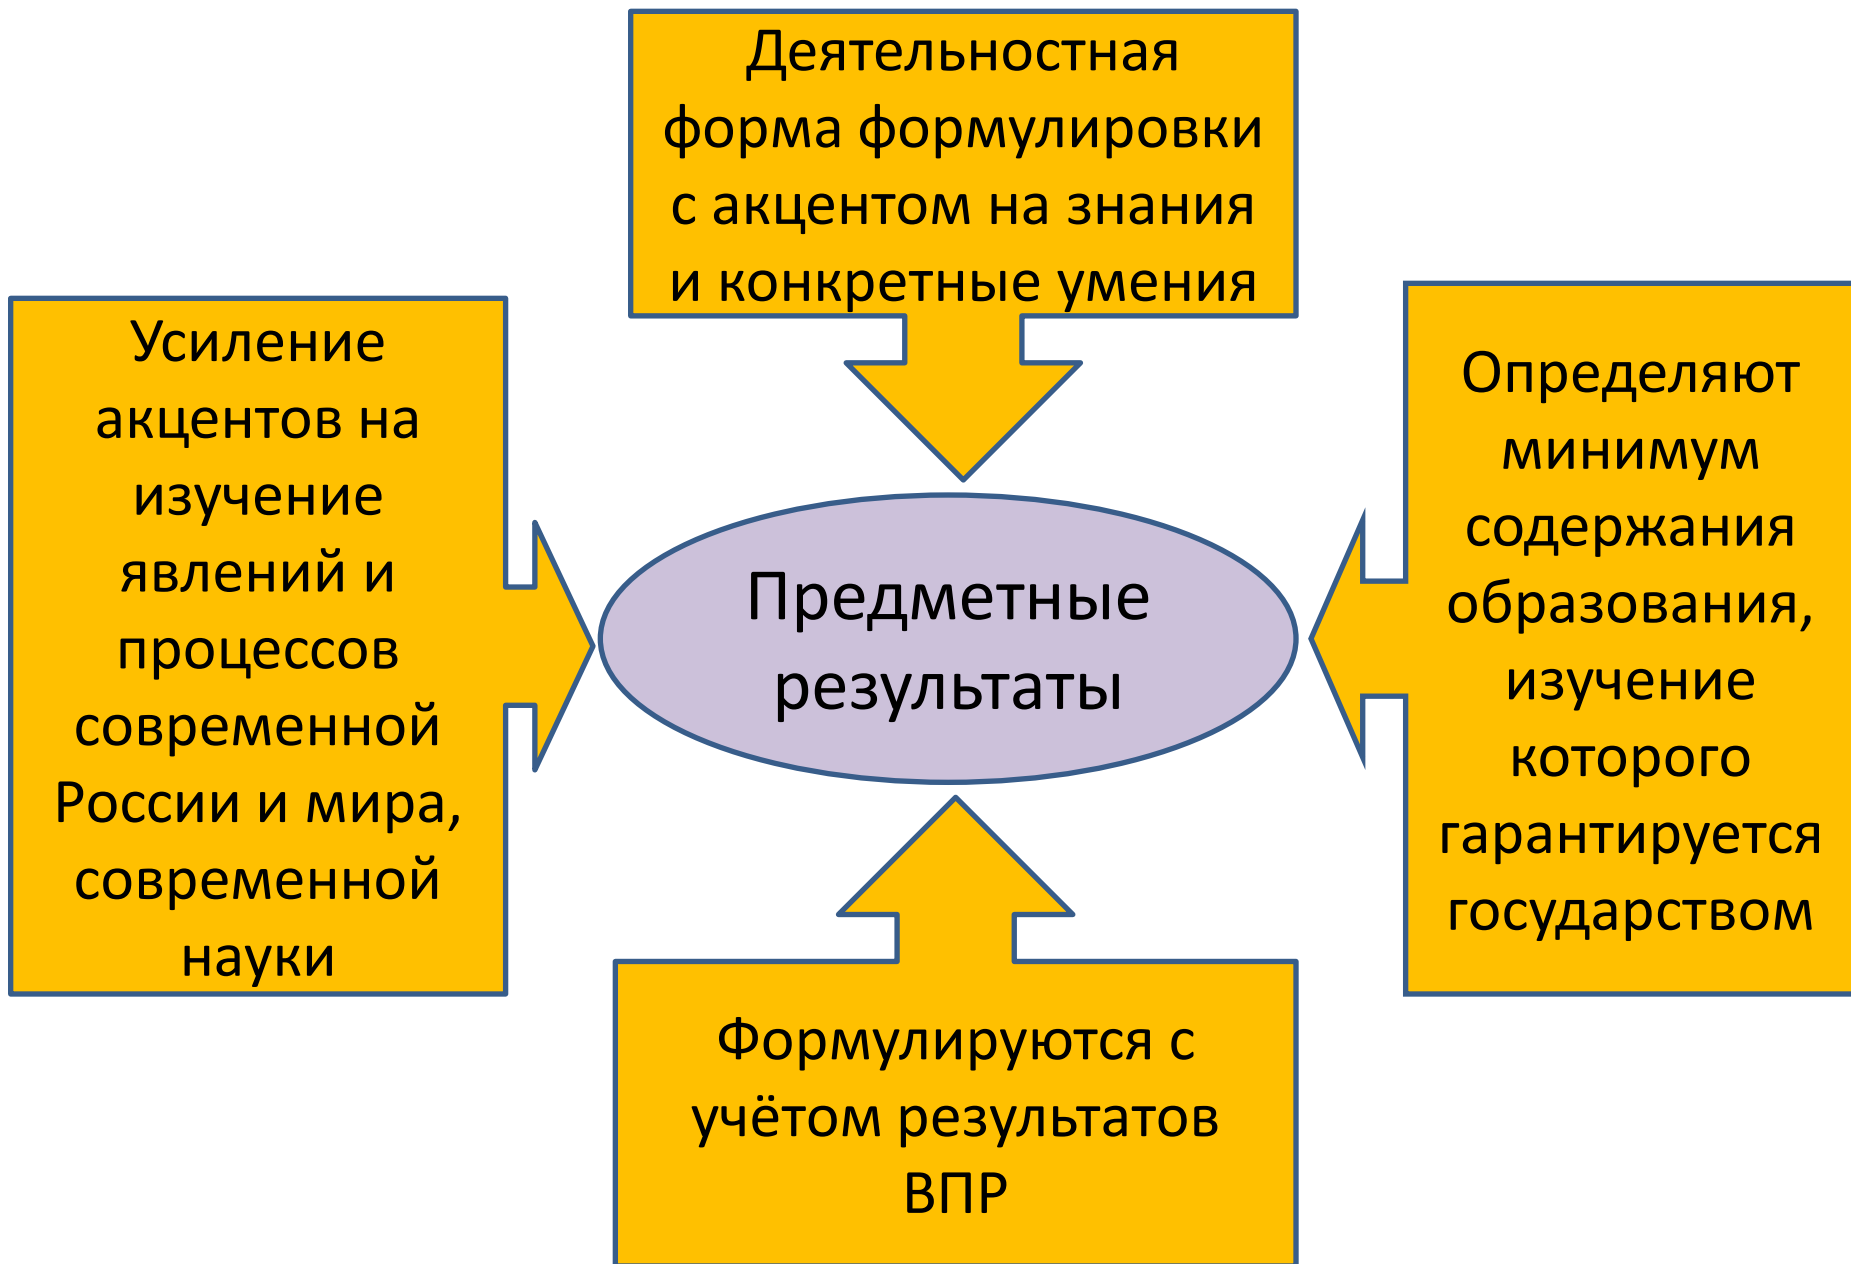 Деятельностная
форма формулировки
с акцентом на знания
и конкретные умения
Усиление
акцентов на
изучение
явлений и
процессов
современной
России и мира,
современной
науки
Предметные
результаты
Определяют
минимум
содержания
образования,
изучение
которого
гарантируется
государством
Формулируются с
учётом результатов
ВПР